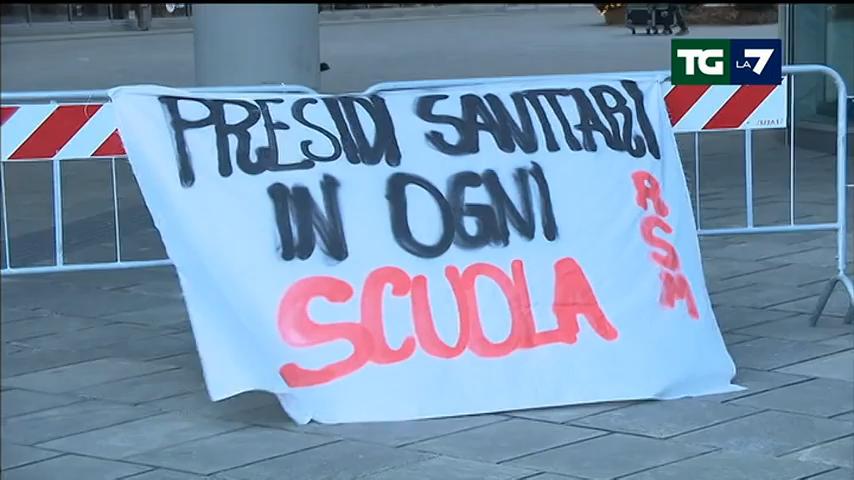 TG LA7
PRESIDI SANITARI
IN OGNI
SCUOLA
RSM